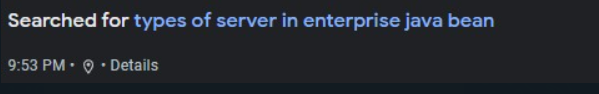 Searched for types of server in enterprise java bean
9:53 PM • • Details